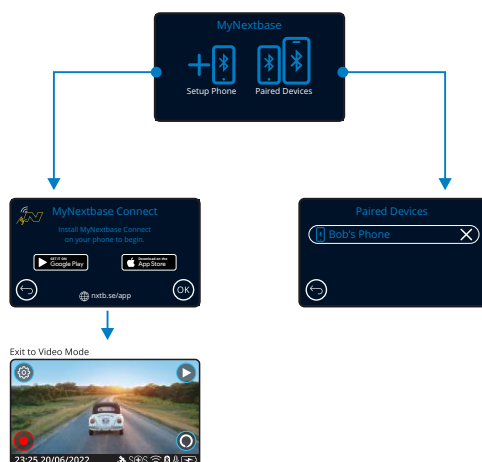 MyNextbase
Setup Phone Paired Devices
MyNextbase Connect
Install MyNextbase Connect
on your phone to begin.
GET IT ON
Google Play
Download on the
App Store
nxtb.se/app
OK
Paired Devices
Bob's Phone
Exit to Video Mode
23:25 20/06/2022
SOS